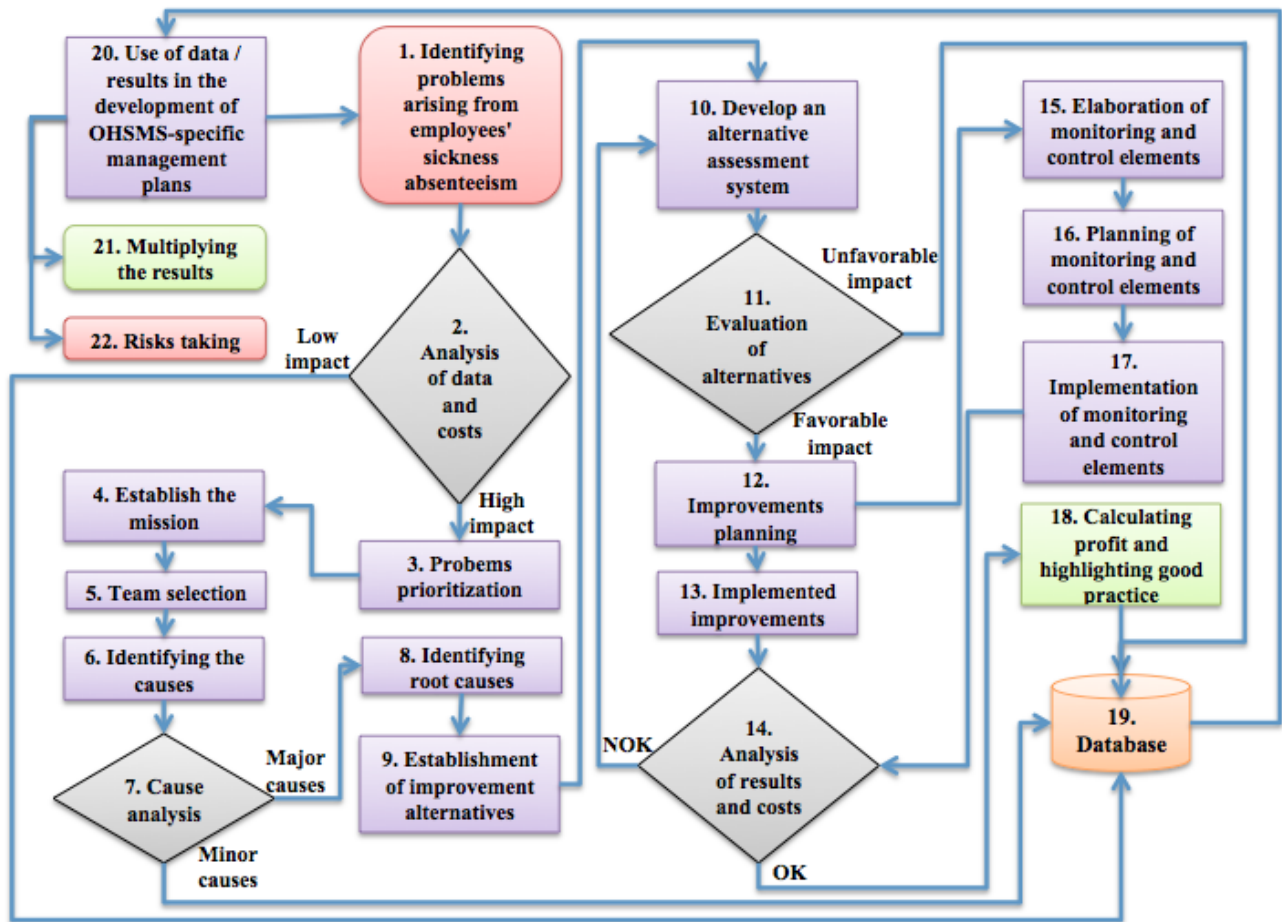 20. Use of data /
results in the
development of
OHSMS-specific
management
plans
1. Identifying
problems
arising from
employees'
sickness
absenteeism
21. Multiplying
the results
22. Risks taking
Low
impact
2.
Analysis
of data
and
costs
High
impact
3. Probems
prioritization
4. Establish the
mission
5. Team selection
6. Identifying the
causes
7. Cause
analysis
Major
causes
Minor
causes
8. Identifying
root causes
9. Establishment
of improvement
alternatives
10. Develop an
alternative
assessment
system
11.
Evaluation
of
alternatives
Unfavorable
impact
Favorable
impact
12.
Improvements
planning
13. Implemented
improvements
14.
Analysis
of results
and costs
NOK
OK
15. Elaboration of
monitoring and
control elements
16. Planning of
monitoring and
control elements
17.
Implementation
of monitoring
and control
elements
18. Calculating
profit and
highlighting good
practice
19.
Database